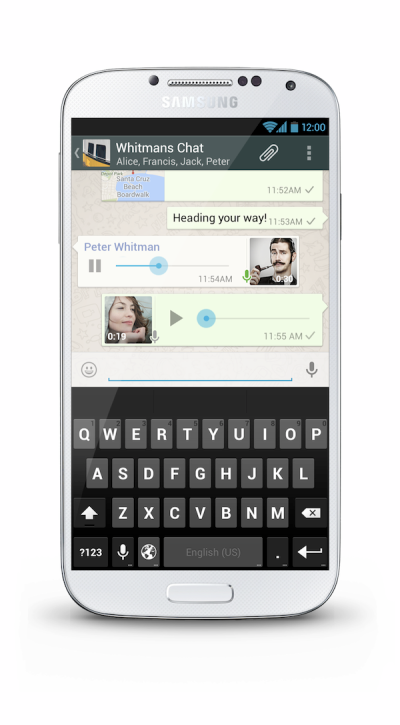 SAMSUNG
12:00
Whitmans Chat
Alice, Francis, Jack, Peter
Santa Cruz
Beach
Boardwalk
11:52AM
Heading your way!
11:53AM
Peter Whitman
11:54AM
0:30
0:19
11:55 AM
Q W E R T Y U I O P
A S D F G H J K L
Z X C V B N M
?123
English (US)
.